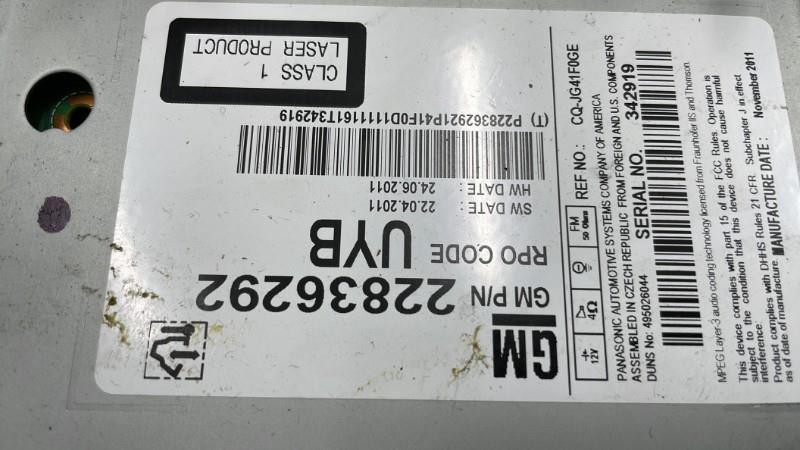 GM
GM P/N 22836292
RPO CODE UYB
SW DATE : 22.04.2011
HW DATE : 24.06.2011
(T) P22836292 1P41F0D1111161T342919
CLASS 1
LASER PRODUCT
12V
4Ω
FM
50 Ohms
REF NO : CQ-JG41F0GE
PANASONIC AUTOMOTIVE SYSTEMS COMPANY OF AMERICA
ASSEMBLED IN CZECH REPUBLIC FROM FOREIGN AND U.S. COMPONENTS
DUNS No: 495026044 SERIAL NO. 342919
MPEG Layer-3 audio coding technology licensed from Fraunhofer IIS and Thomson
This device complies with part 15 of the FCC Rules. Operation is
subject to the condition that this device does not cause harmful
interference.
Product complies with DHHS Rules 21 CFR Subchapter J in effect
as of date of manufacture. MANUFACTURE DATE : November 2011